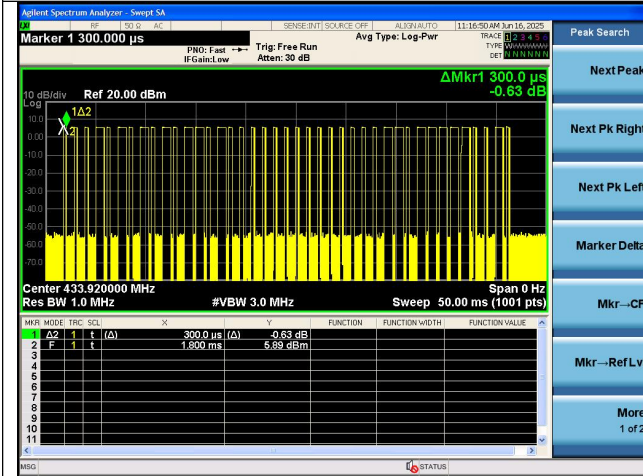 Agilent Spectrum Analyzer - Swept SA
RF 50 Ω AC SENSE:INT SOURCE OFF ALIGN AUTO 11:16:50 AM Jun 16, 2025
Marker 1 300.000 µs
PNO: Fast
IFGain:Low
Trig: Free Run
Atten: 30 dB
Avg Type: Log-Pwr
TRACE 1 2 3 4 5 6
TYPE W
DET N N N N N N
ΔMkr1 300.0 µs
-0.63 dB
10 dB/div Ref 20.00 dBm
Log
1Δ2
2
10.0
0.00
-10.0
-20.0
-30.0
-40.0
-50.0
-60.0
-70.0
Center 433.920000 MHz Span 0 Hz
Res BW 1.0 MHz #VBW 3.0 MHz Sweep 50.00 ms (1001 pts)
MKR MODE TRC SCL X Y FUNCTION FUNCTION WIDTH FUNCTION VALUE
1 Δ2 1 t (Δ) 300.0 µs (Δ) -0.63 dB
2 F 1 t 1.800 ms 5.89 dBm
3
4
5
6
7
8
9
10
11
MSG STATUS
Peak Search
Next Peak
Next Pk Right
Next Pk Left
Marker Delta
Mkr→CF
Mkr→Ref Lv
More
1 of 2